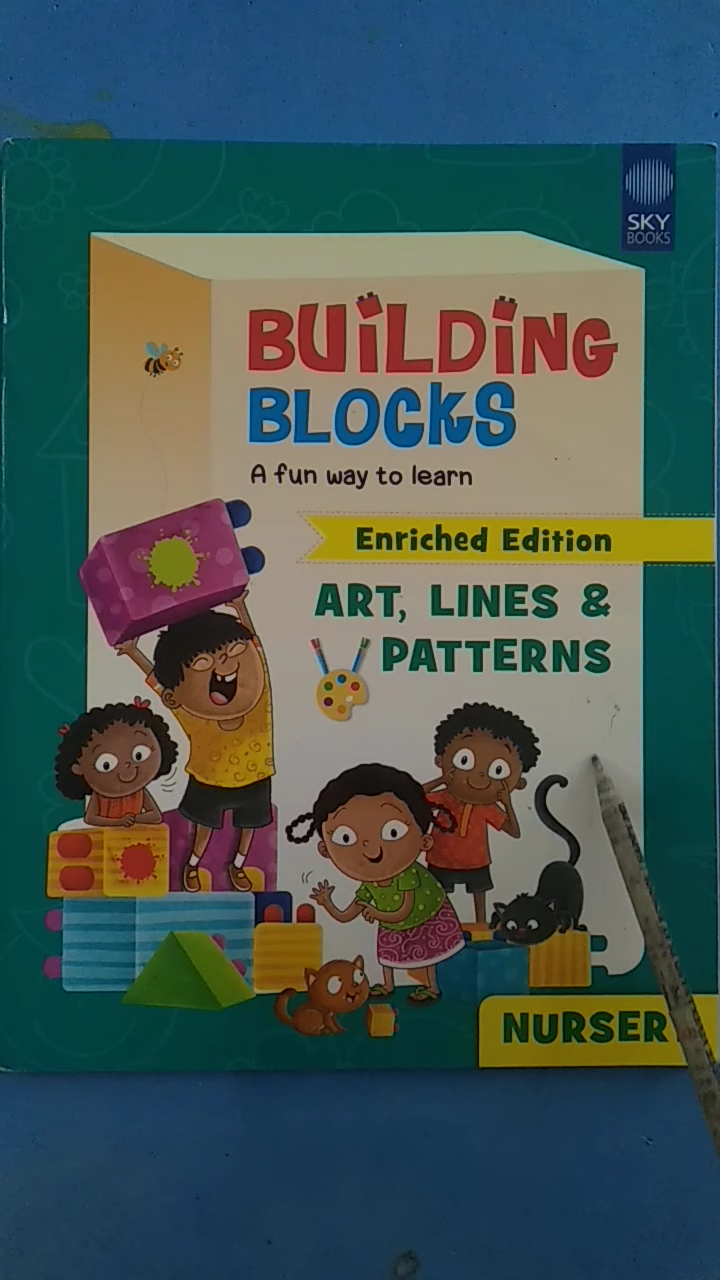 SKY
BOOKS
BUiLDiNG
BLOCKS
A fun way to learn
Enriched Edition
ART, LINES &
PATTERNS
NURSER